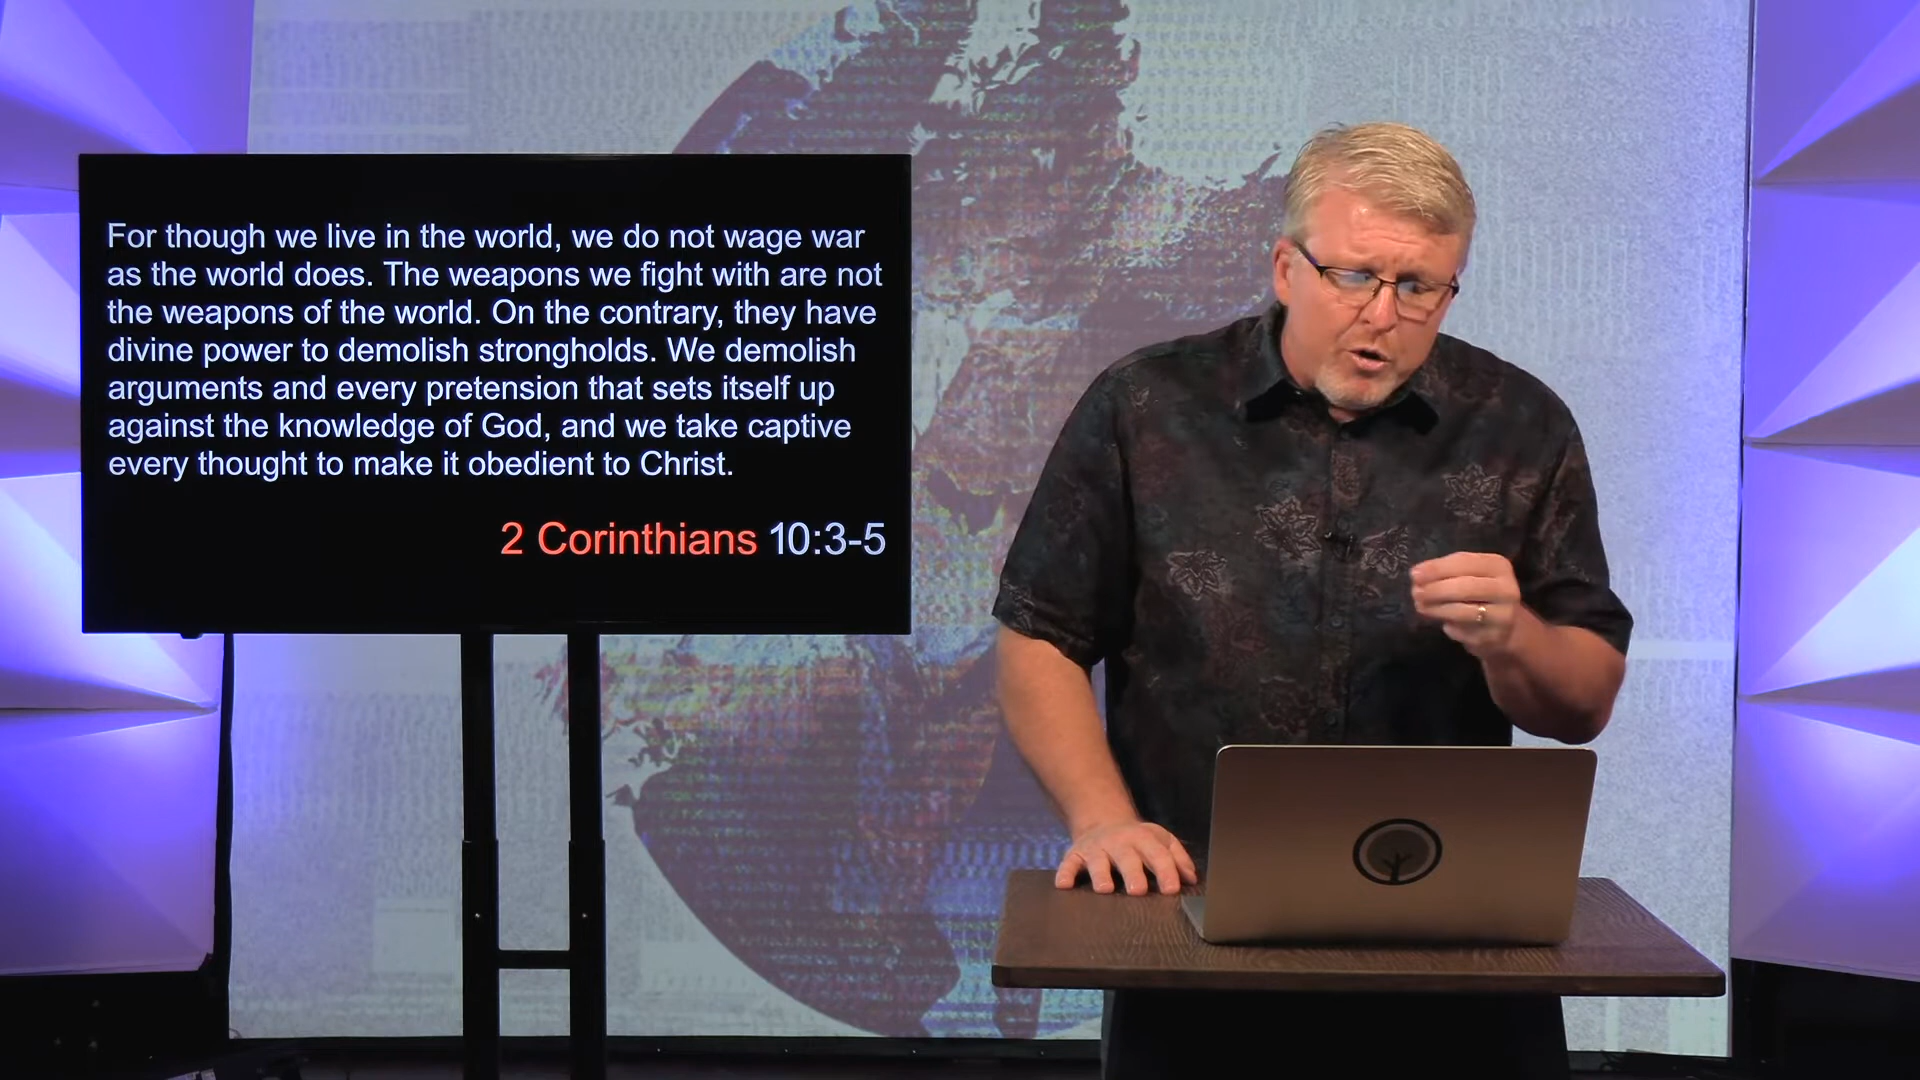 For though we live in the world, we do not wage war
as the world does. The weapons we fight with are not
the weapons of the world. On the contrary, they have
divine power to demolish strongholds. We demolish
arguments and every pretension that sets itself up
against the knowledge of God, and we take captive
every thought to make it obedient to Christ.
2 Corinthians 10:3-5